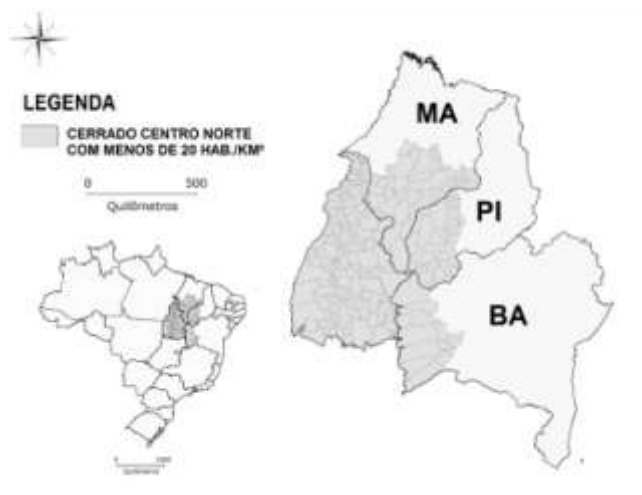 LEGENDA
CERRADO CENTRO NORTE
COM MENOS DE 20 HAB./KM²
0 500
Quilômetros
MA
PI
BA